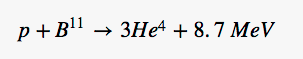 p + B¹¹ → 3He⁴ + 8.7 MeV